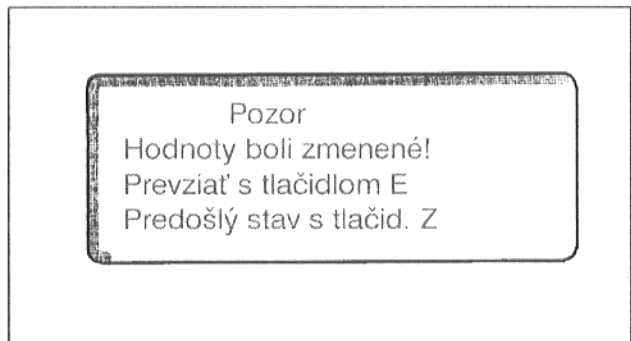 Pozor
Hodnoty boli zmenené!
Prevziať s tlačidlom E
Predošlý stav s tlačid. Z